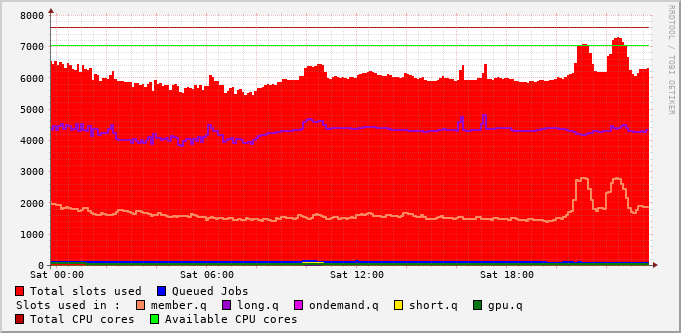 8000
7000
6000
5000
4000
3000
2000
1000
0
Sat 00:00 Sat 06:00 Sat 12:00 Sat 18:00
RRDTOOL / TOBI OETIKER
Total slots used Queued Jobs
Slots used in : member.q long.q ondemand.q short.q gpu.q
Total CPU cores Available CPU cores